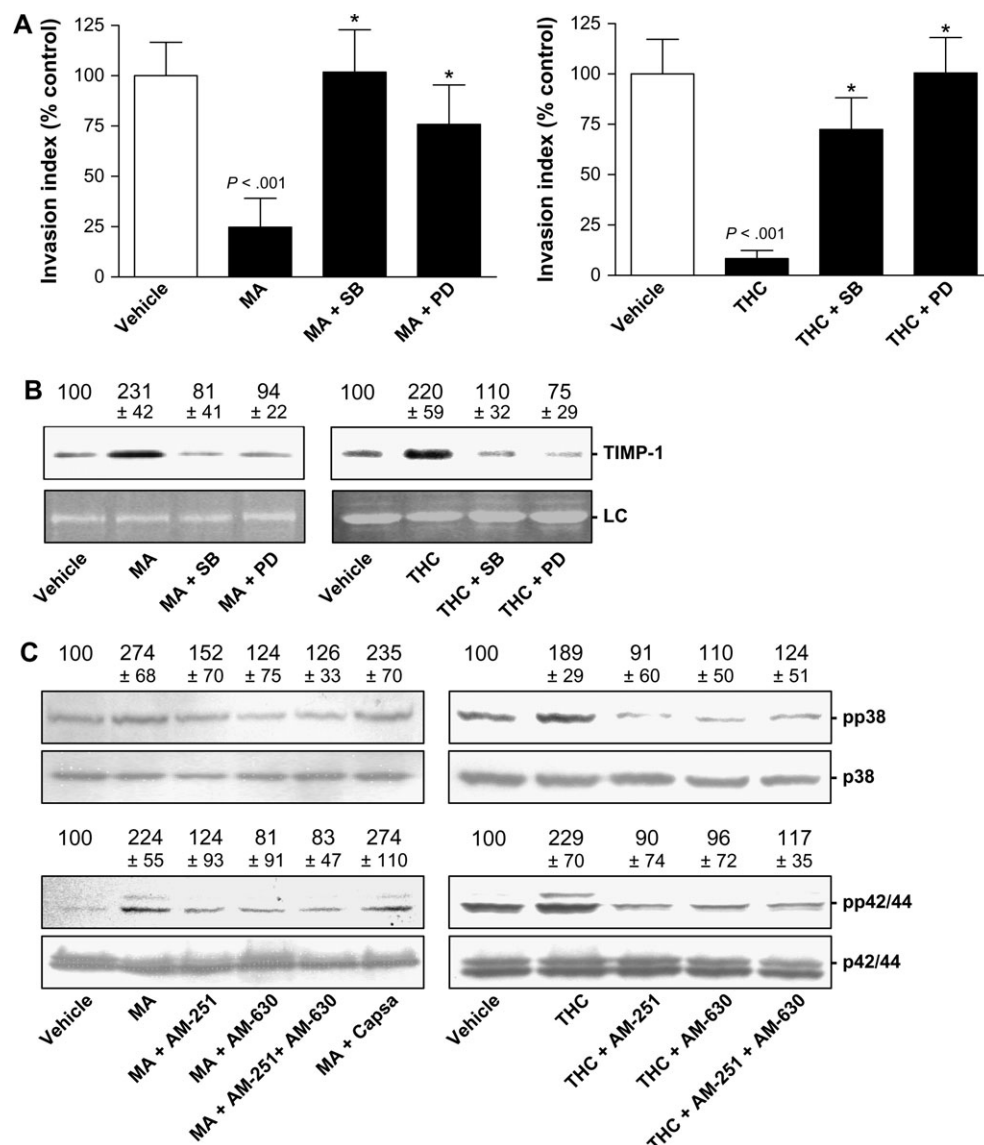 A
Invasion index (% control)
125
100
75
50
25
0
*
*
P < .001
Vehicle
MA
MA + SB
MA + PD
Invasion index (% control)
125
100
75
50
25
0
*
*
P < .001
Vehicle
THC
THC + SB
THC + PD
B
100 231 81 94
± 42 ± 41 ± 22
100 220 110 75
± 59 ± 32 ± 29
TIMP-1
LC
Vehicle
MA
MA + SB
MA + PD
Vehicle
THC
THC + SB
THC + PD
C
100 274 152 124 126 235
± 68 ± 70 ± 75 ± 33 ± 70
100 189 91 110 124
± 29 ± 60 ± 50 ± 51
pp38
p38
100 224 124 81 83 274
± 55 ± 93 ± 91 ± 47 ± 110
100 229 90 96 117
± 70 ± 74 ± 72 ± 35
pp42/44
p42/44
Vehicle
MA
MA + AM-251
MA + AM-630
MA + AM-251+ AM-630
MA + Capsa
Vehicle
THC
THC + AM-251
THC + AM-630
THC + AM-251 + AM-630